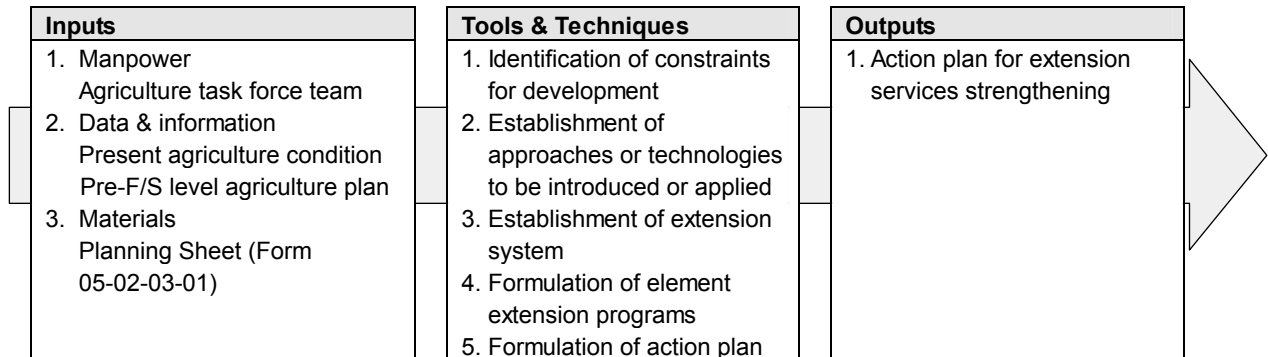 Inputs
1. Manpower
Agriculture task force team
2. Data & information
Present agriculture condition
Pre-F/S level agriculture plan
3. Materials
Planning Sheet (Form
05-02-03-01)
Tools & Techniques
1. Identification of constraints
for development
2. Establishment of
approaches or technologies
to be introduced or applied
3. Establishment of extension
system
4. Formulation of element
extension programs
5. Formulation of action plan
Outputs
1. Action plan for extension
services strengthening